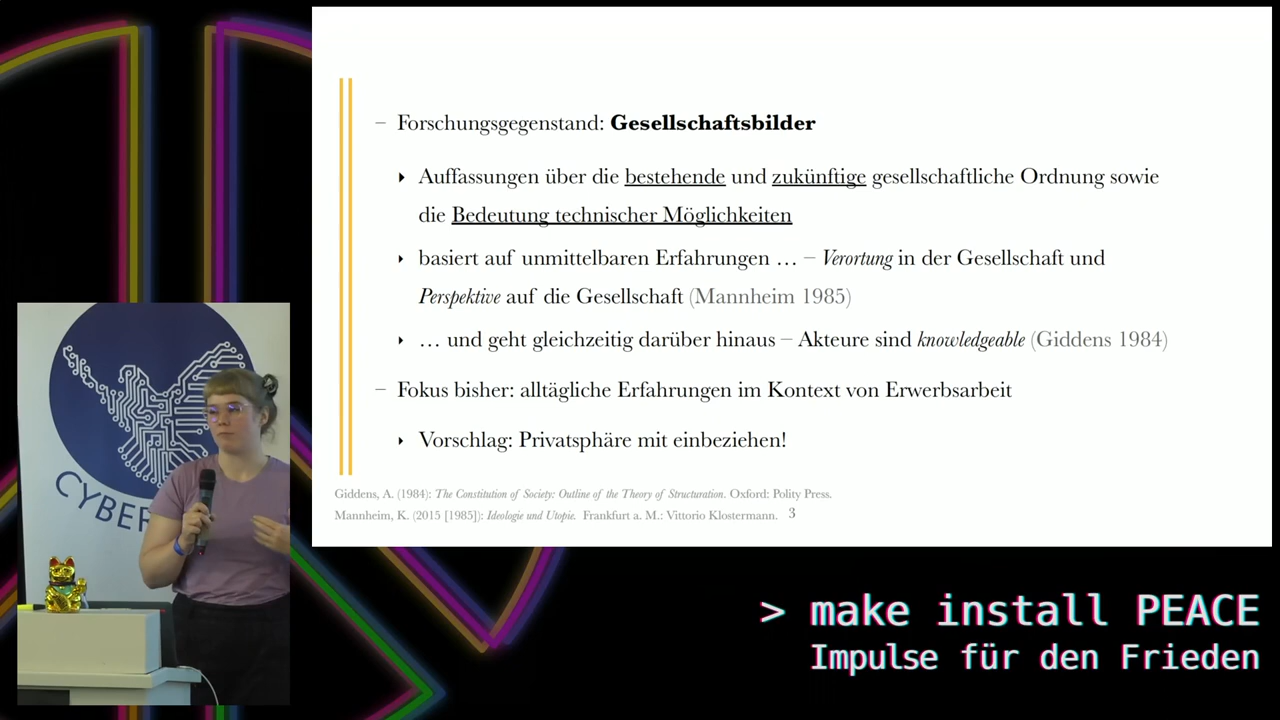 – Forschungsgegenstand: Gesellschaftsbilder
‣ Auffassungen über die bestehende und zukünftige gesellschaftliche Ordnung sowie
die Bedeutung technischer Möglichkeiten
‣ basiert auf unmittelbaren Erfahrungen … – Verortung in der Gesellschaft und
Perspektive auf die Gesellschaft (Mannheim 1985)
‣ … und geht gleichzeitig darüber hinaus – Akteure sind knowledgeable (Giddens 1984)
– Fokus bisher: alltägliche Erfahrungen im Kontext von Erwerbsarbeit
‣ Vorschlag: Privatsphäre mit einbeziehen!
Giddens, A. (1984): The Constitution of Society: Outline of the Theory of Structuration. Oxford: Polity Press.
Mannheim, K. (2015 [1985]): Ideologie und Utopie. Frankfurt a. M.: Vittorio Klostermann. 3
CYBER
> make install PEACE
Impulse für den Frieden